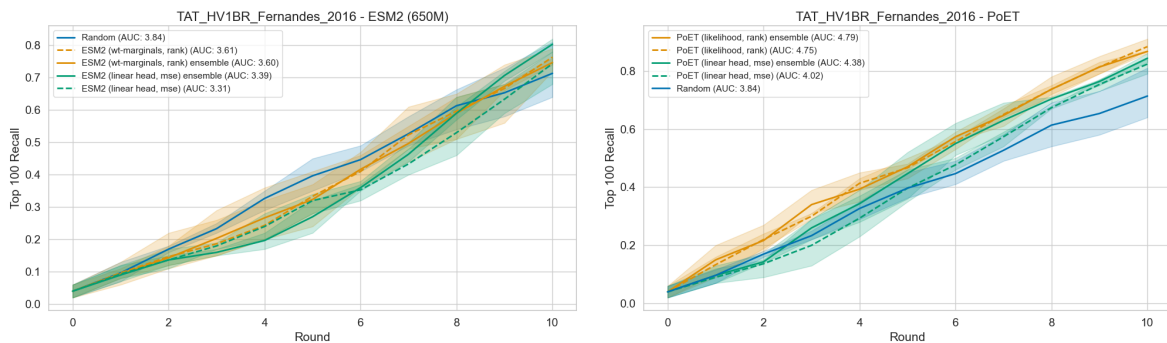 TAT_HV1BR_Fernandes_2016 - ESM2 (650M)
Random (AUC: 3.84)
ESM2 (wt-marginals, rank) (AUC: 3.61)
ESM2 (wt-marginals, rank) ensemble (AUC: 3.60)
ESM2 (linear head, mse) ensemble (AUC: 3.39)
ESM2 (linear head, mse) (AUC: 3.31)
Top 100 Recall
0.8
0.7
0.6
0.5
0.4
0.3
0.2
0.1
0.0
0 2 4 6 8 10
Round
TAT_HV1BR_Fernandes_2016 - PoET
PoET (likelihood, rank) ensemble (AUC: 4.79)
PoET (likelihood, rank) (AUC: 4.75)
PoET (linear head, mse) ensemble (AUC: 4.38)
PoET (linear head, mse) (AUC: 4.02)
Random (AUC: 3.84)
Top 100 Recall
0.8
0.6
0.4
0.2
0.0
0 2 4 6 8 10
Round